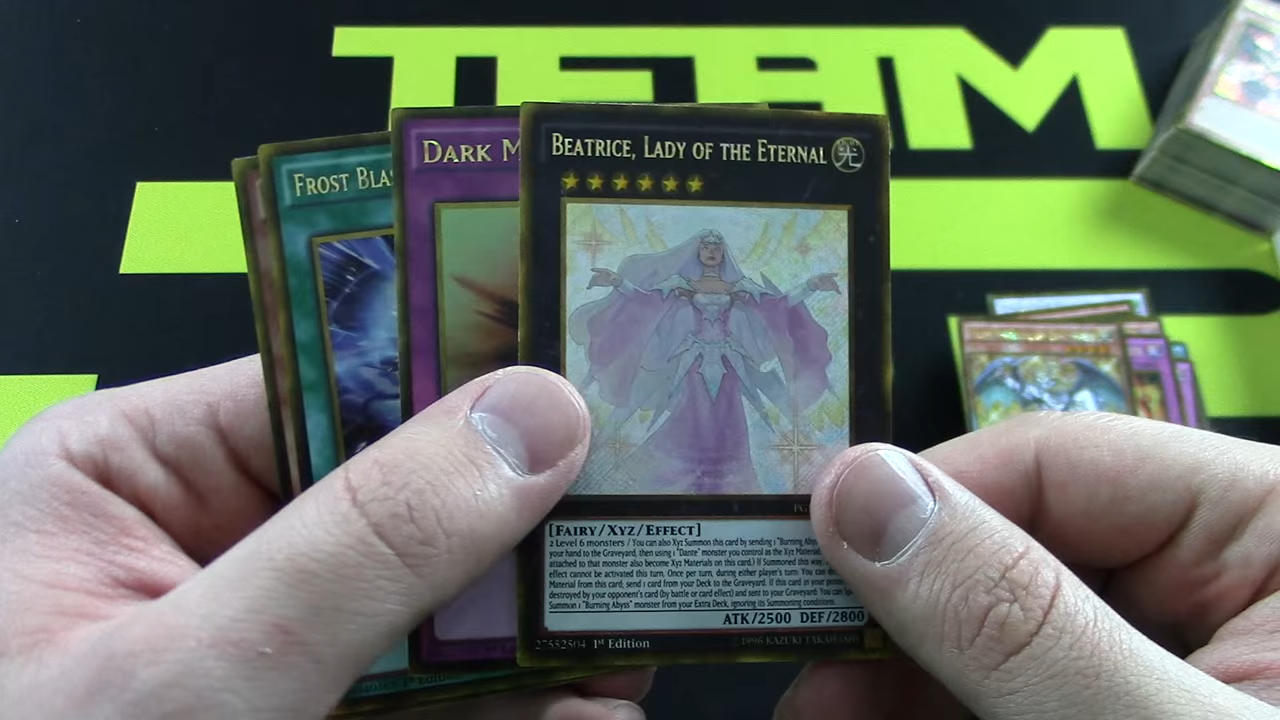 TEAM
BEATRICE, LADY OF THE ETERNAL
光
DARK M
FROST BLAS
PG
[FAIRY/XYZ/EFFECT]
2 Level 6 monsters / You can also Xyz Summon this card by sending 1 "Burning Aby
your hand to the Graveyard, then using 1 "Dante" monster you control as the Xyz Material.
attached to that monster also become Xyz Materials on this card.) If Summoned this way,
effect cannot be activated this turn. Once per turn, during either player's turn: You can de
Material from this card; send 1 card from your Deck to the Graveyard. If this card in your poss
destroyed by your opponent's card (by battle or card effect) and sent to your Graveyard: You can Sp
Summon 1 "Burning Abyss" monster from your Extra Deck, ignoring its Summoning conditions.
ATK/2500 DEF/2800
27552504 1st Edition
©1996 KAZUKI TAKAHASHI